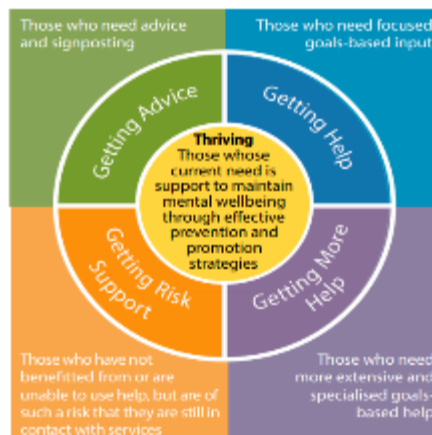 Those who need advice
and signposting
Those who need focused
goals-based input
Getting Advice
Getting Help
Thriving
Those whose
current need is
support to maintain
mental wellbeing
through effective
prevention and
promotion
strategies
Getting Risk
Support
Getting More
Help
Those who have not
benefitted from or are
unable to use help, but are of
such a risk that they are still in
contact with services
Those who need
more extensive and
specialised goals-
based help